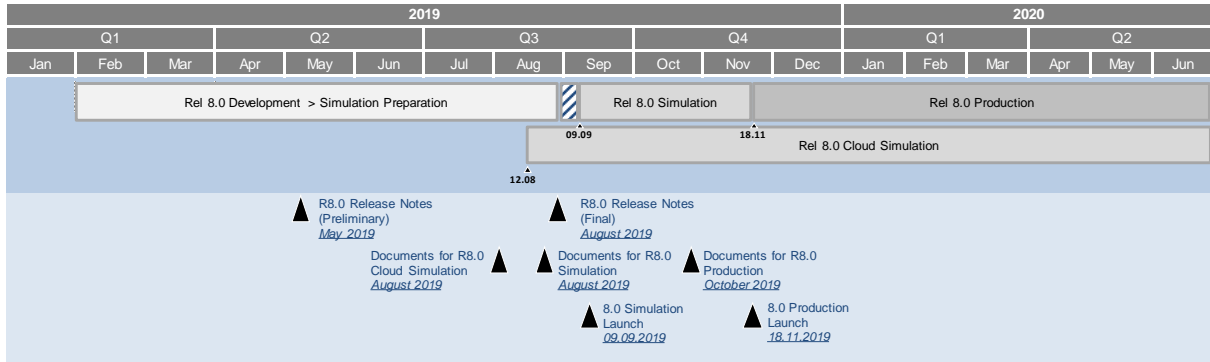 2019 2020
Q1 Q2 Q3 Q4 Q1 Q2
Jan Feb Mar Apr May Jun Jul Aug Sep Oct Nov Dec Jan Feb Mar Apr May Jun
Rel 8.0 Development > Simulation Preparation Rel 8.0 Simulation Rel 8.0 Production
09.09 18.11
Rel 8.0 Cloud Simulation
12.08
R8.0 Release Notes
(Preliminary)
May 2019
R8.0 Release Notes
(Final)
August 2019
Documents for R8.0
Cloud Simulation
August 2019
Documents for R8.0
Simulation
August 2019
Documents for R8.0
Production
October 2019
8.0 Simulation
Launch
09.09.2019
8.0 Production
Launch
18.11.2019